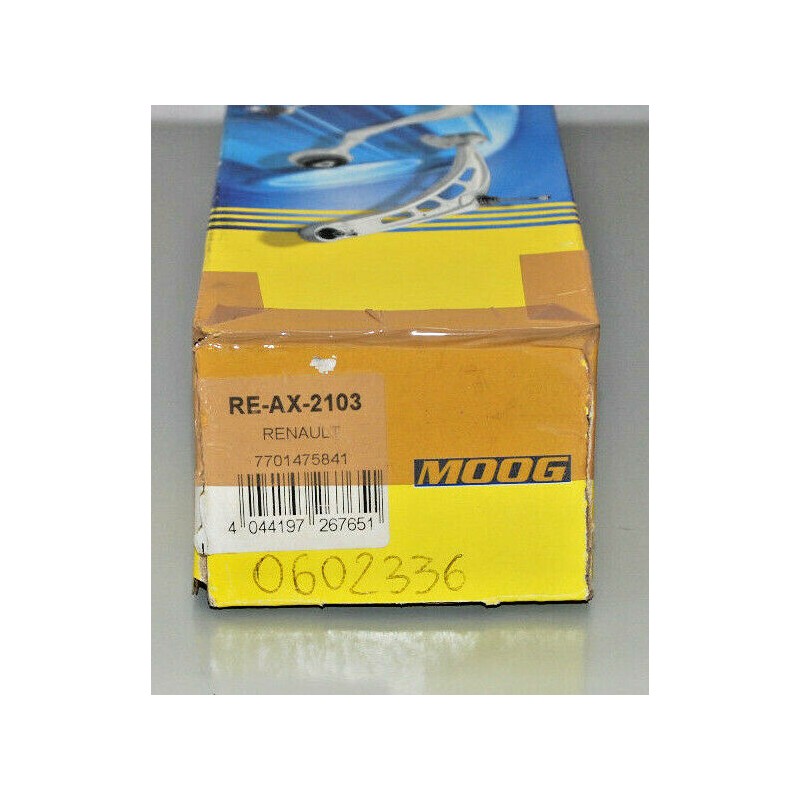 RE-AX-2103
RENAULT
7701475841
MOOG
4 044197 267651
0602336